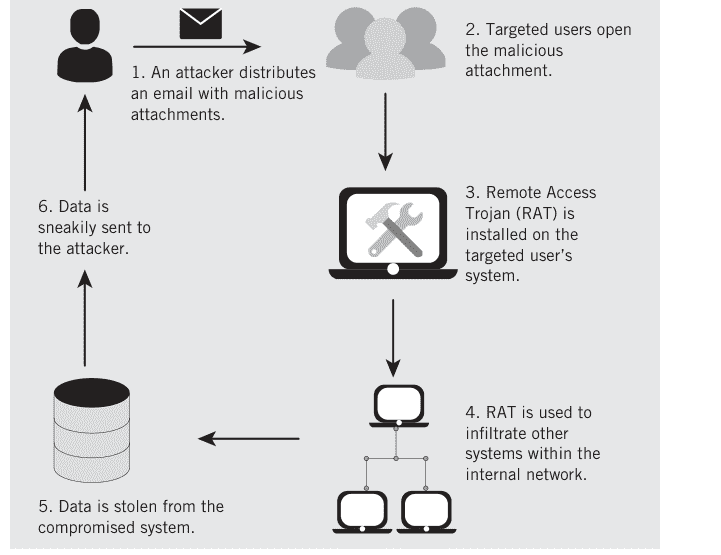 1. An attacker distributes
an email with malicious
attachments.
2. Targeted users open
the malicious
attachment.
3. Remote Access
Trojan (RAT) is
installed on the
targeted user's
system.
4. RAT is used to
infiltrate other
systems within the
internal network.
5. Data is stolen from the
compromised system.
6. Data is
sneakily sent to
the attacker.